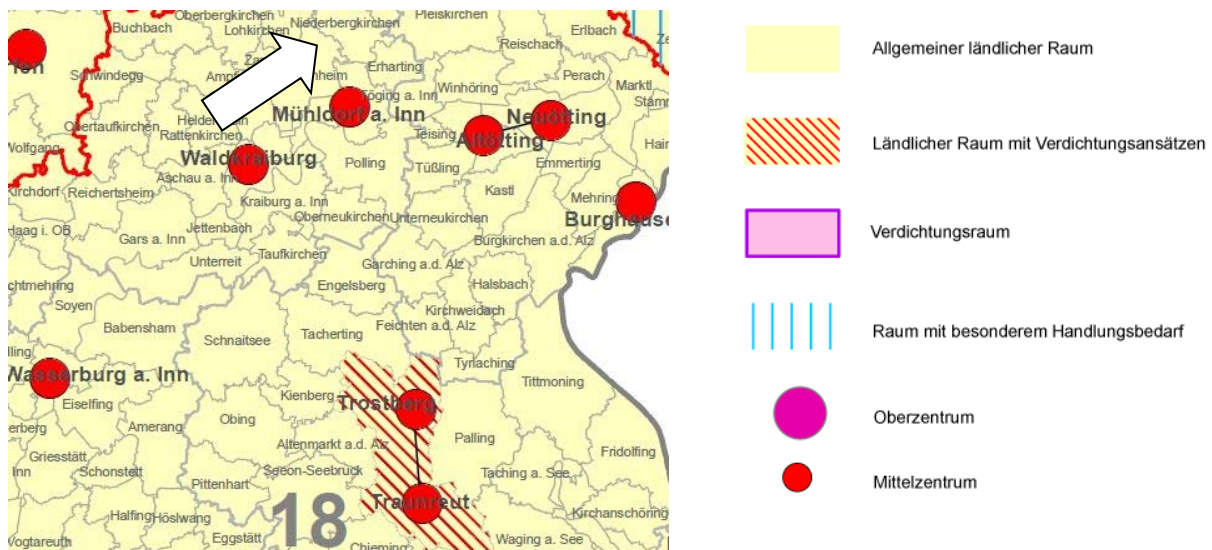 Oberbergkirchen
Niederbergkirchen
Pleiskirchen
Buchbach
Lohkirchen
Erlbach
Reischach
Schwindegg
Erharting
Perach
Marktl
Winhöring
Töging a. Inn
Mühldorf a. Inn
Neuötting
Obertaufkirchen
Rattenkirchen
Teising
Altötting
Waldkraiburg
Polling
Tüßling
Emmerting
Aschau a. Inn
Kirchdorf
Reichertsheim
Kastl
Mehring
Kraiburg a. Inn
Oberneukirchen
Unterneukirchen
Haag i. OB
Jettenbach
Gars a. Inn
Burgkirchen a.d. Alz
Taufkirchen
Unterreit
Garching a.d. Alz
Engelsberg
Halsbach
Soyen
Kirchweidach
Babensham
Tacherting
Feichten a.d. Alz
Schnaitsee
Tyrlaching
Wasserburg a. Inn
Tittmoning
Kienberg
Trostberg
Eiselfing
Obing
Amerang
Altenmarkt a.d. Alz
Palling
Griesstätt
Fridolfing
Schonstett
Seeon-Seebruck
Taching a. See
Pittenhart
Traunreut
18
Halfing
Höslwang
Kirchanschöring
Vogtareuth
Eggstätt
Chieming
Waging a. See
Allgemeiner ländlicher Raum
Ländlicher Raum mit Verdichtungsansätzen
Verdichtungsraum
Raum mit besonderem Handlungsbedarf
Oberzentrum
Mittelzentrum